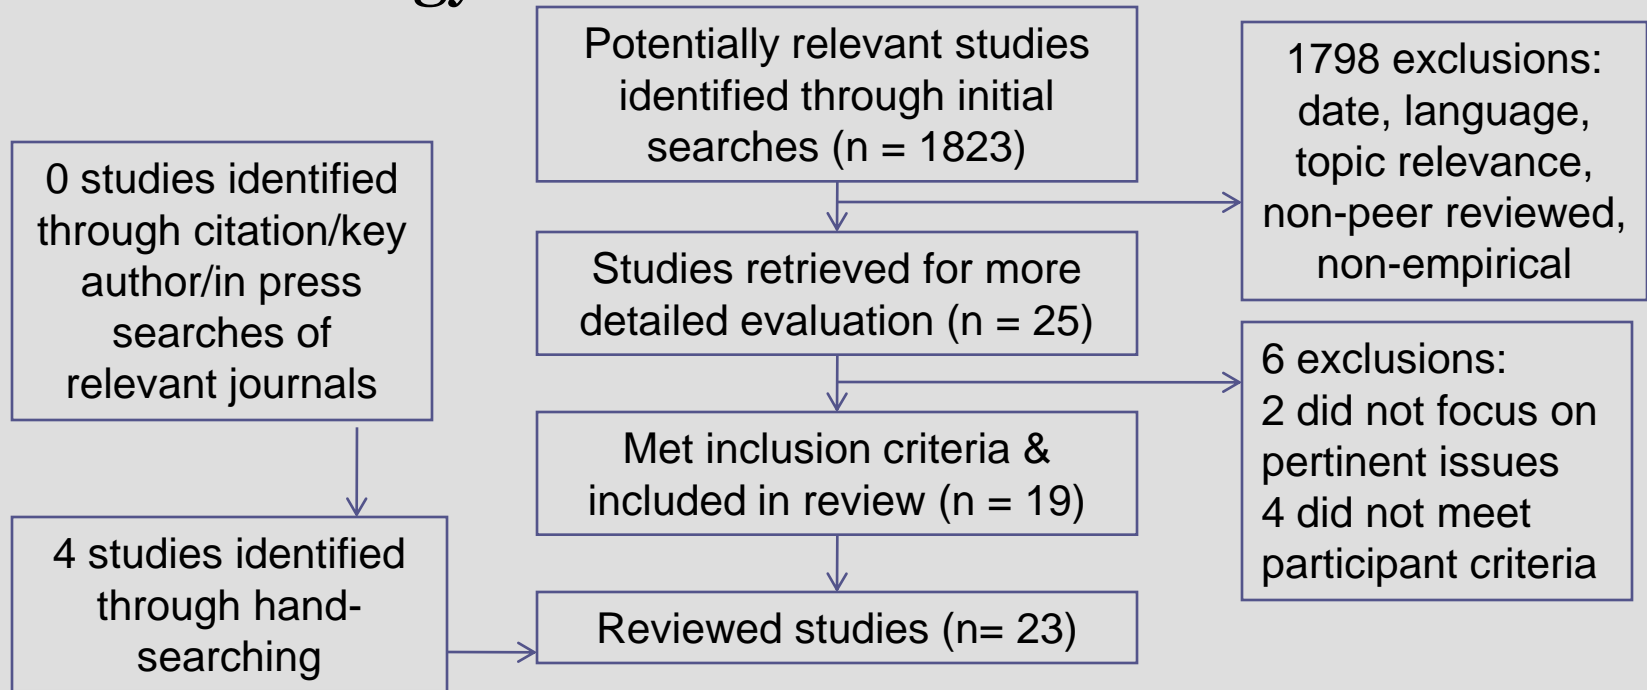 Potentially relevant studies
identified through initial
searches (n = 1823)
1798 exclusions:
date, language,
topic relevance,
non-peer reviewed,
non-empirical
0 studies identified
through citation/key
author/in press
searches of
relevant journals
Studies retrieved for more
detailed evaluation (n = 25)
6 exclusions:
2 did not focus on
pertinent issues
4 did not meet
participant criteria
Met inclusion criteria &
included in review (n = 19)
4 studies identified
through hand-
searching
Reviewed studies (n= 23)